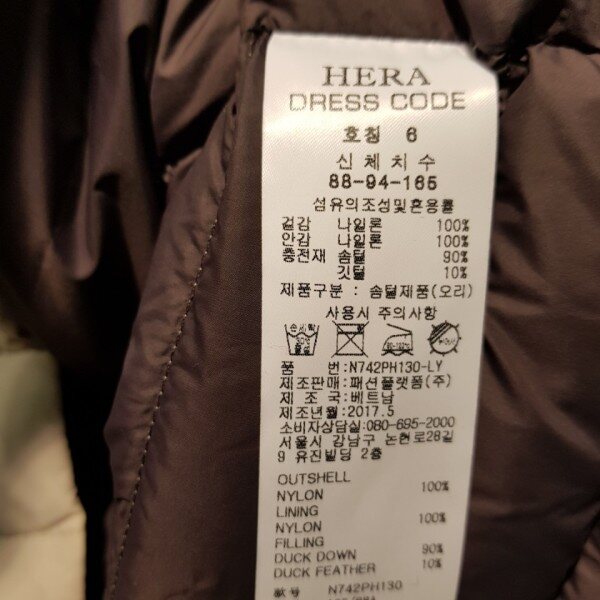 HERA
DRESS CODE
호칭 6
신체치수
88-94-165
섬유의조성및혼용률
겉감 나일론 100%
안감 나일론 100%
충전재 솜털 90%
깃털 10%
제품구분 : 솜털제품(오리)
사용시 주의사항
품 번:N742PH130-LY
제조판매:패션플랫폼(주)
제 조 국:베트남
제조년월:2017.5
소비자상담실:080-695-2000
서울시 강남구 논현로28길
9 유진빌딩 2층
OUTSHELL
NYLON 100%
LINING
NYLON 100%
FILLING
DUCK DOWN 90%
DUCK FEATHER 10%
款号 N742PH130